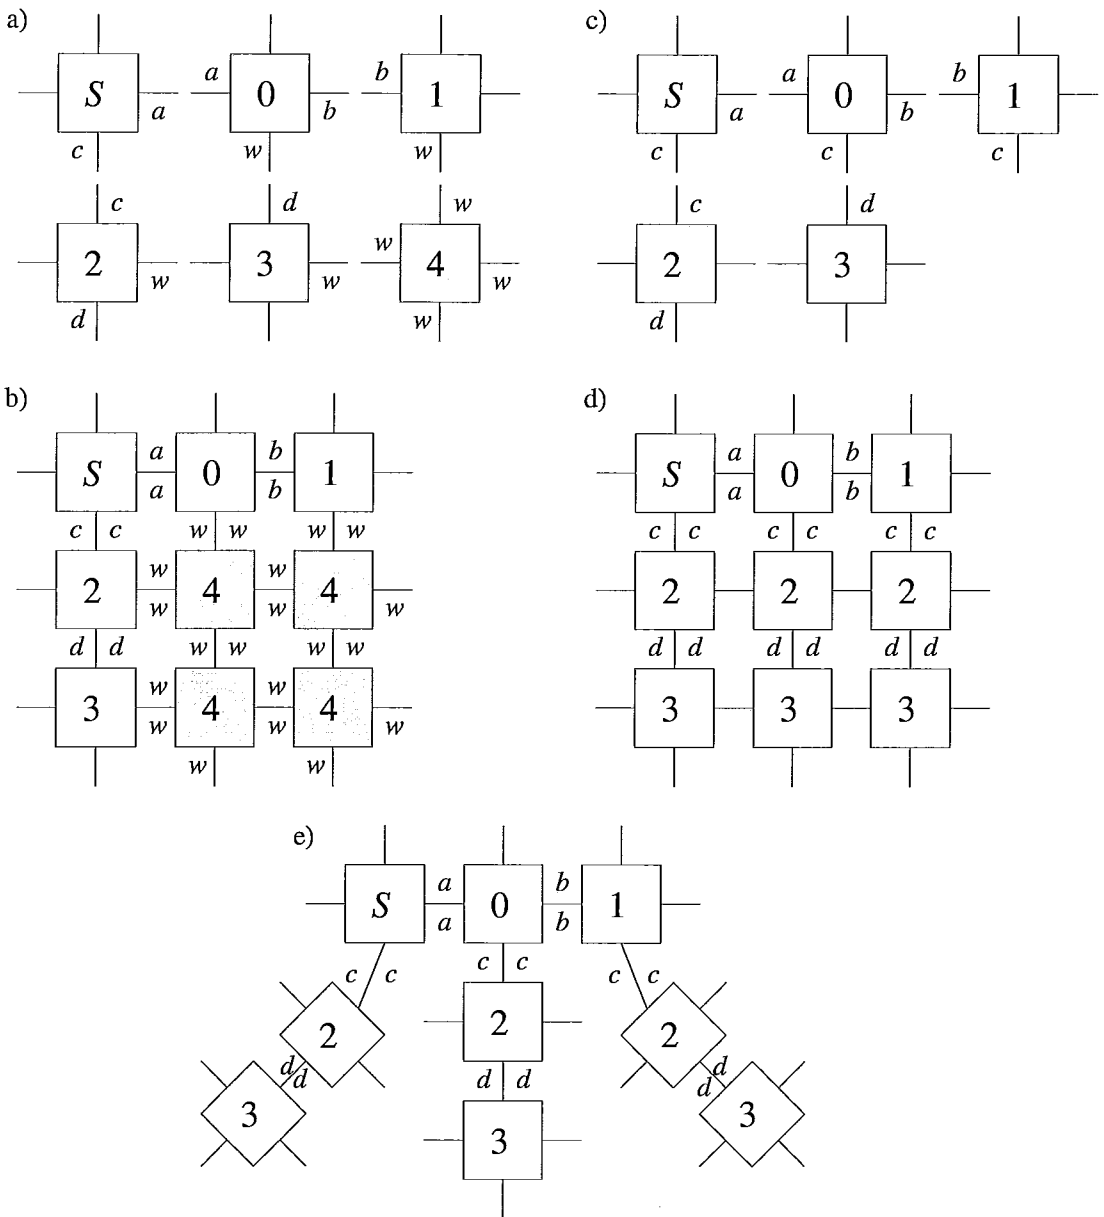 a) c)
S a a 0 b b 1 S a a 0 b b 1
c w w c c c
c d w c d
2 w 3 w w 4 w 2 3
d w d
b) d)
a b a b
S 0 1 S 0 1
a b a b
c c w w w w c c c c c c
w w
2 4 4 2 2 2
w w w
d d w w w w d d d d d d
w w
3 4 4 3 3 3
w w w
w w
e)
a b
S 0 1
a b
c c c c c c
2 2 2
d d d d d d
3 3 3